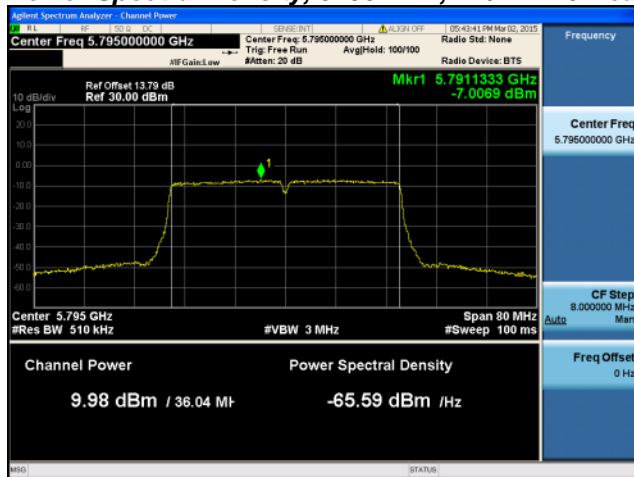 Agilent Spectrum Analyzer - Channel Power
RL RF 50 Ω DC SENSE:INT ALIGN OFF 05:43:41 PM Mar 02, 2015
Center Freq 5.795000000 GHz Center Freq: 5.795000000 GHz Radio Std: None
Trig: Free Run Avg|Hold: 100/100
#IFGain:Low #Atten: 20 dB Radio Device: BTS
Frequency
Ref Offset 13.79 dB Mkr1 5.7911333 GHz
10 dB/div Ref 30.00 dBm -7.0069 dBm
Log
20.0
10.0
0.00
-10.0
-20.0
-30.0
-40.0
-50.0
-60.0
1
Center 5.795 GHz Span 80 MHz
#Res BW 510 kHz #VBW 3 MHz #Sweep 100 ms
Channel Power Power Spectral Density
9.98 dBm / 36.04 MH -65.59 dBm /Hz
Center Freq
5.795000000 GHz
CF Step
8.000000 MHz
Auto Man
Freq Offset
0 Hz
MSG STATUS